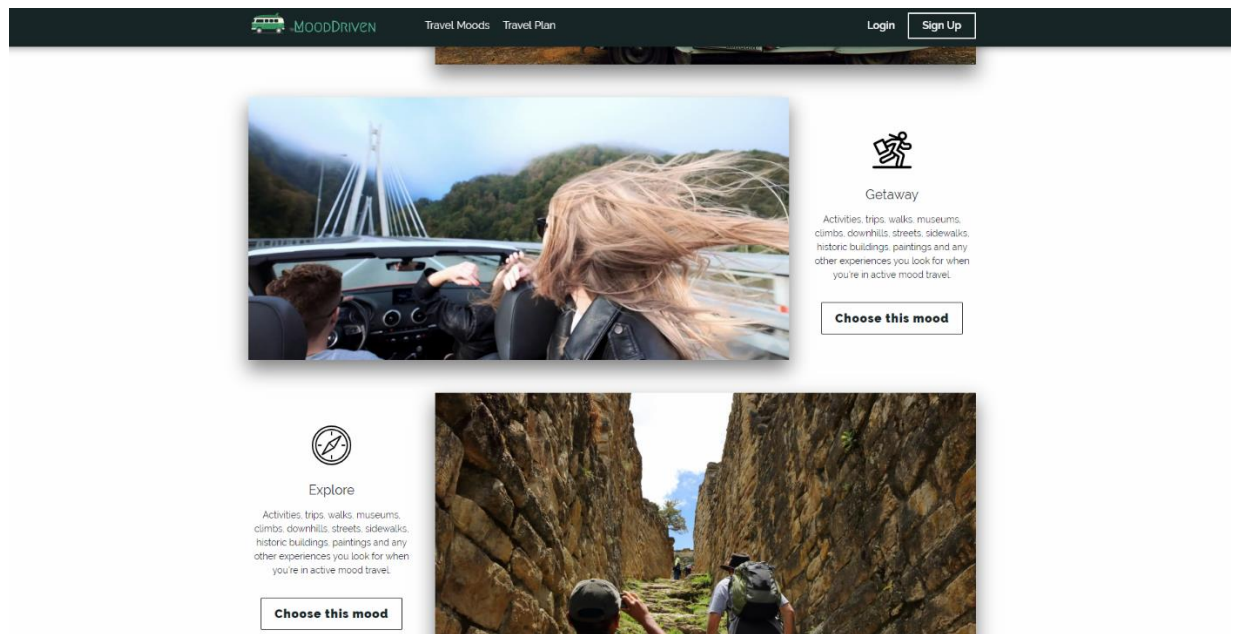 MOODDRIVEN
Travel Moods
Travel Plan
Login
Sign Up
Getaway
Activities, trips, walks, museums,
climbs, downhills, streets, sidewalks,
historic buildings, paintings and any
other experiences you look for when
you're in active mood travel.
Choose this mood
Explore
Activities, trips, walks, museums,
climbs, downhills, streets, sidewalks,
historic buildings, paintings and any
other experiences you look for when
you're in active mood travel.
Choose this mood